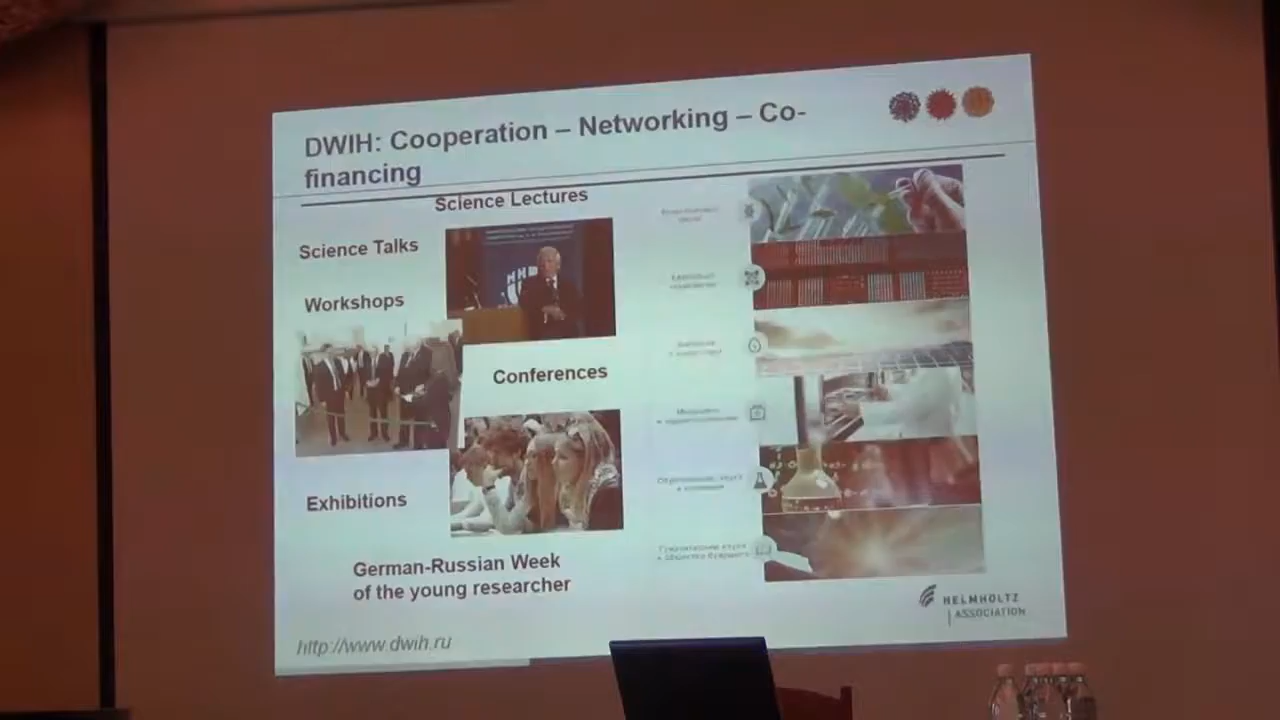 DWIH: Cooperation – Networking – Co-
financing
Science Lectures
Science Talks
Workshops
Conferences
Exhibitions
German-Russian Week
of the young researcher
http://www.dwih.ru
HELMHOLTZ
ASSOCIATION